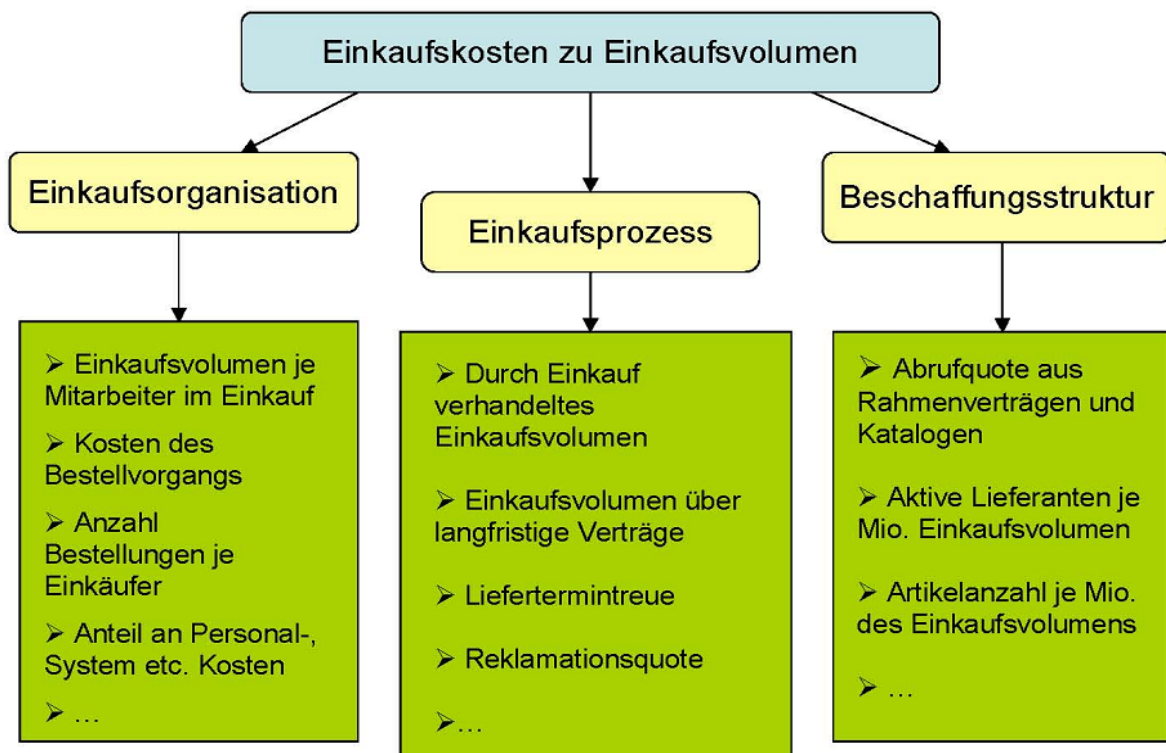 Einkaufskosten zu Einkaufsvolumen
Einkaufsorganisation
➢ Einkaufsvolumen je
Mitarbeiter im Einkauf
➢ Kosten des
Bestellvorgangs
➢ Anzahl
Bestellungen je
Einkäufer
➢ Anteil an Personal-,
System etc. Kosten
➢ ...
Einkaufsprozess
➢ Durch Einkauf
verhandeltes
Einkaufsvolumen
➢ Einkaufsvolumen über
langfristige Verträge
➢ Liefertermintreue
➢ Reklamationsquote
➢...
Beschaffungsstruktur
➢ Abrufquote aus
Rahmenverträgen und
Katalogen
➢ Aktive Lieferanten je
Mio. Einkaufsvolumen
➢ Artikelanzahl je Mio.
des Einkaufsvolumens
➢ ...